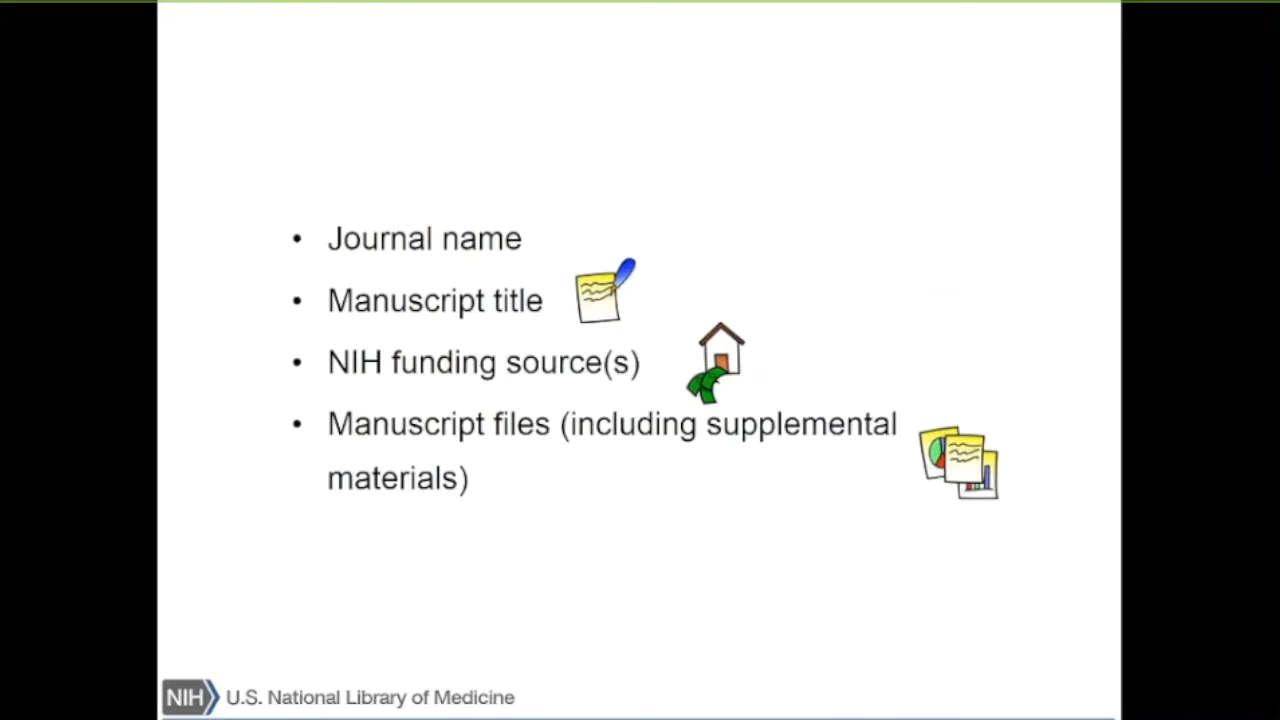 • Journal name
• Manuscript title
• NIH funding source(s)
• Manuscript files (including supplemental
materials)
NIH U.S. National Library of Medicine